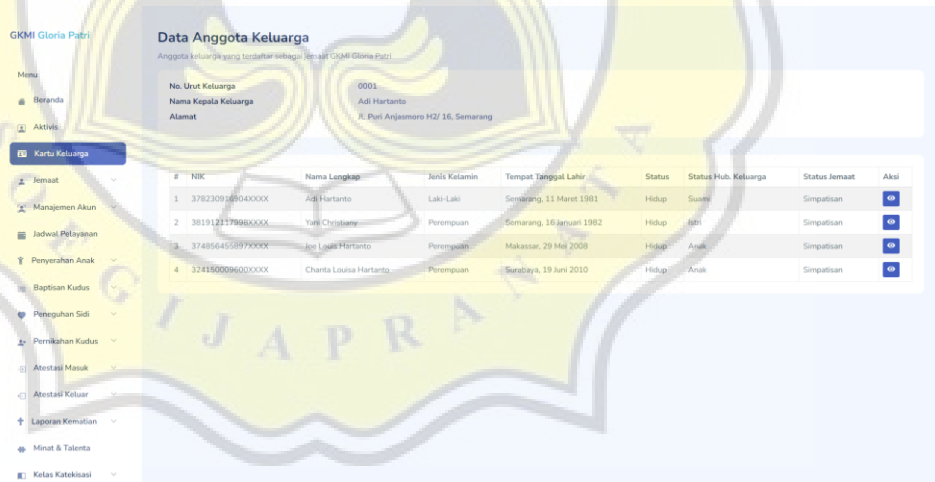 GKMI Gloria Patri
Menu
Beranda
Aktivis
Kartu Keluarga
Jemaat
Manajemen Akun
Jadwal Pelayanan
Penyerahan Anak
Baptisan Kudus
Peneguhan Sidi
Pernikahan Kudus
Atestasi Masuk
Atestasi Keluar
Laporan Kematian
Minat & Talenta
Kelas Katekisasi
Data Anggota Keluarga
Anggota keluarga yang terdaftar sebagai jemaat GKMI Gloria Patri
No. Urut Keluarga 0001
Nama Kepala Keluarga Adi Hartanto
Alamat Jl. Puri Anjasmoro H2/ 16, Semarang
# NIK Nama Lengkap Jenis Kelamin Tempat Tanggal Lahir Status Status Hub. Keluarga Status Jemaat Aksi
1 378230916904XXXX Adi Hartanto Laki-Laki Semarang, 11 Maret 1981 Hidup Suami Simpatisan
2 381912117998XXXX Yani Christiany Perempuan Semarang, 16 Januari 1982 Hidup Istri Simpatisan
3 374856455897XXXX Joe Louis Hartanto Perempuan Makassar, 29 Mei 2008 Hidup Anak Simpatisan
4 324150009600XXXX Chanta Louisa Hartanto Perempuan Suratiaya, 19 Juni 2010 Hidup Anak Simpatisan
GIJAPRANATA